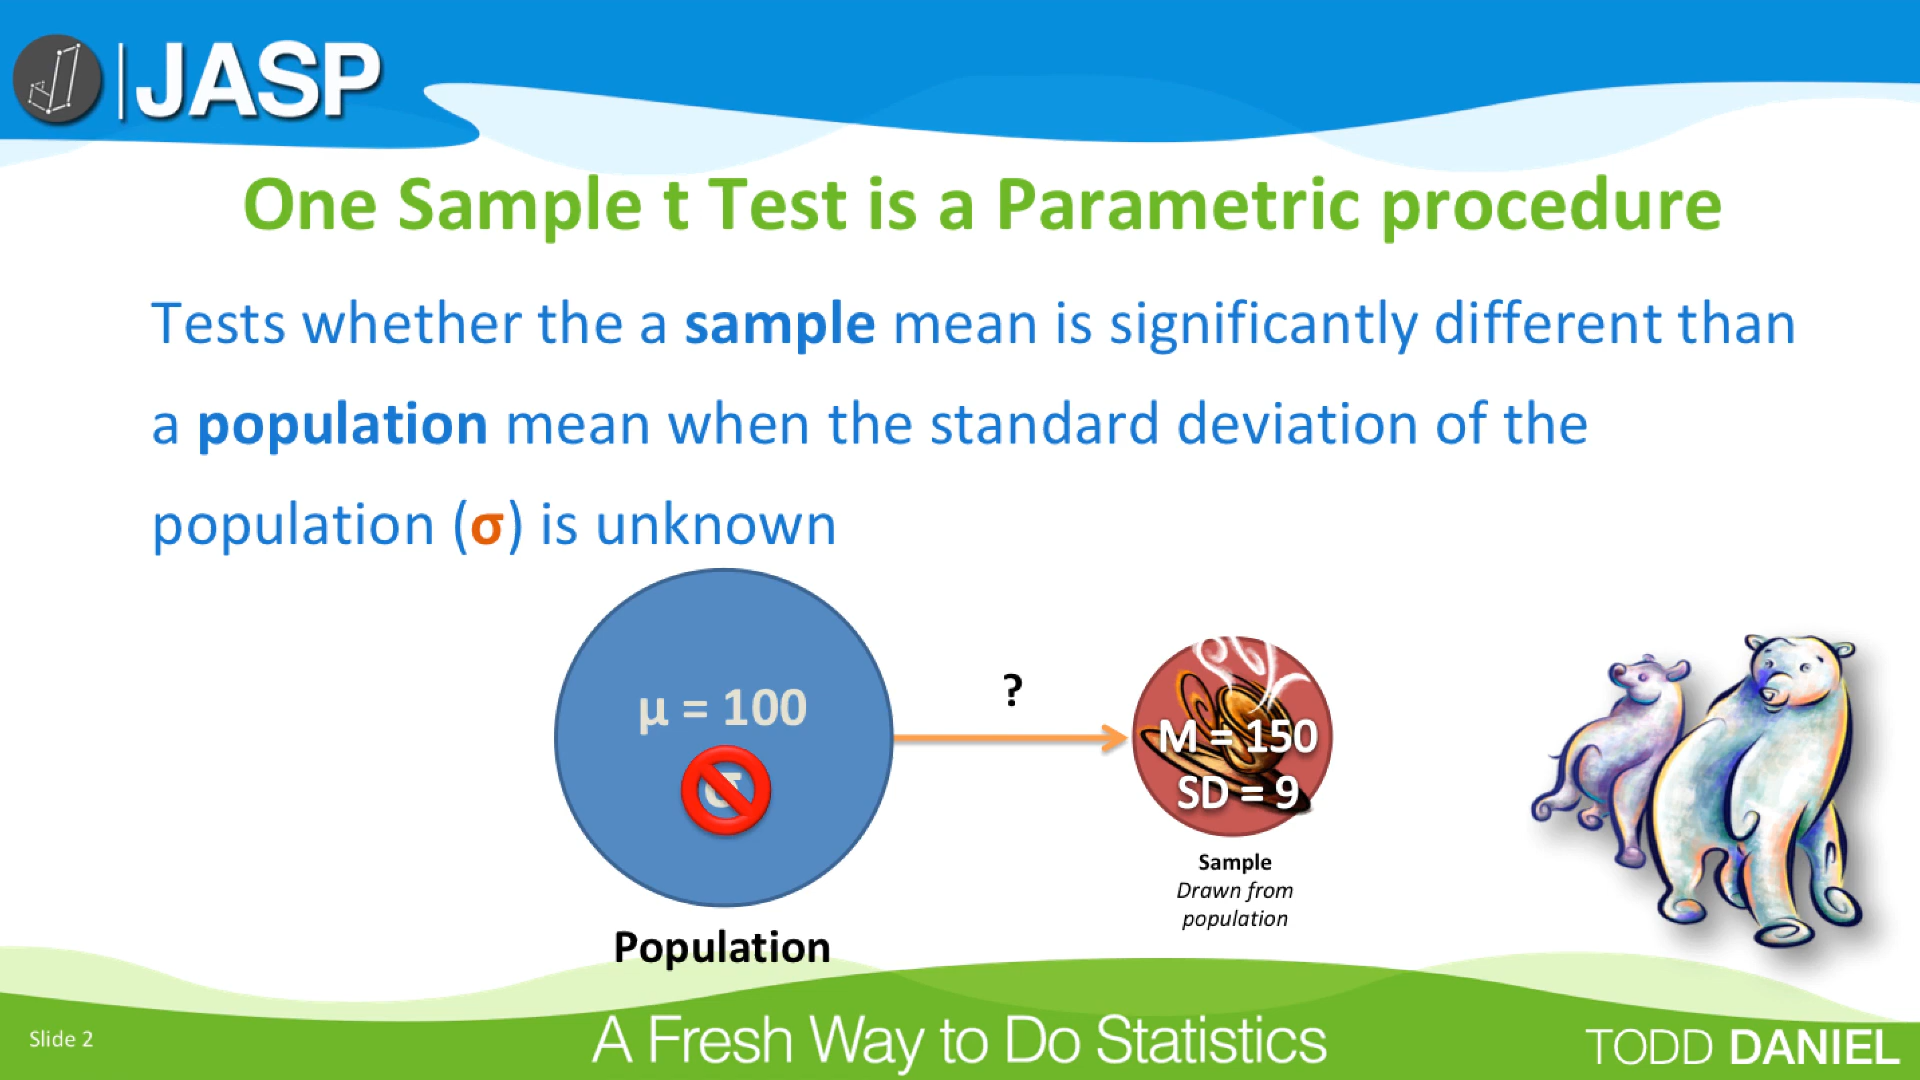 JASP
One Sample t Test is a Parametric procedure
Tests whether the a sample mean is significantly different than
a population mean when the standard deviation of the
population (σ) is unknown
μ = 100
σ
?
M = 150
SD = 9
Sample
Drawn from
population
Population
Slide 2
A Fresh Way to Do Statistics
TODD DANIEL